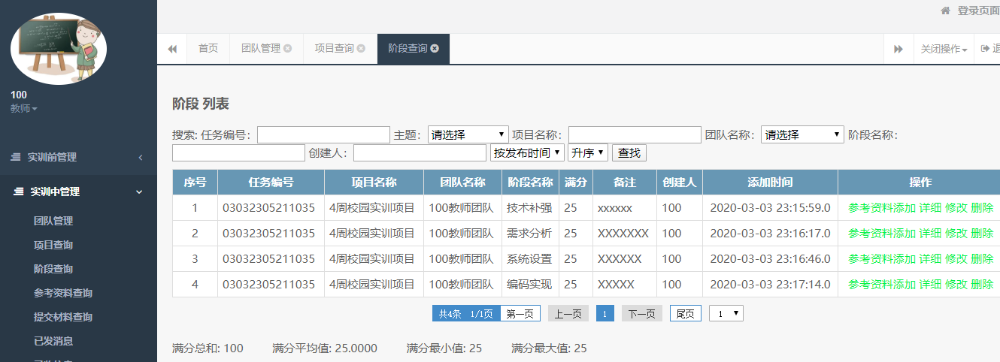 登录页面
首页 团队管理 项目查询 阶段查询 关闭操作
100
教师
实训前管理
实训中管理
团队管理
项目查询
阶段查询
参考资料查询
提交材料查询
已发消息
阶段 列表
搜索: 任务编号: 主题: 请选择 项目名称: 团队名称: 请选择 阶段名称:
创建人: 按发布时间 升序 查找
序号 任务编号 项目名称 团队名称 阶段名称 满分 备注 创建人 添加时间 操作
1 03032305211035 4周校园实训项目 100教师团队 技术补强 25 xxxxxx 100 2020-03-03 23:15:59.0 参考资料添加 详细 修改 删除
2 03032305211035 4周校园实训项目 100教师团队 需求分析 25 XXXXXXX 100 2020-03-03 23:16:17.0 参考资料添加 详细 修改 删除
3 03032305211035 4周校园实训项目 100教师团队 系统设置 25 XXXXXX 100 2020-03-03 23:16:46.0 参考资料添加 详细 修改 删除
4 03032305211035 4周校园实训项目 100教师团队 编码实现 25 XXXXX 100 2020-03-03 23:17:14.0 参考资料添加 详细 修改 删除
共4条 1/1页 第一页 上一页 1 下一页 尾页 1
满分总和: 100 满分平均值: 25.0000 满分最小值: 25 满分最大值: 25